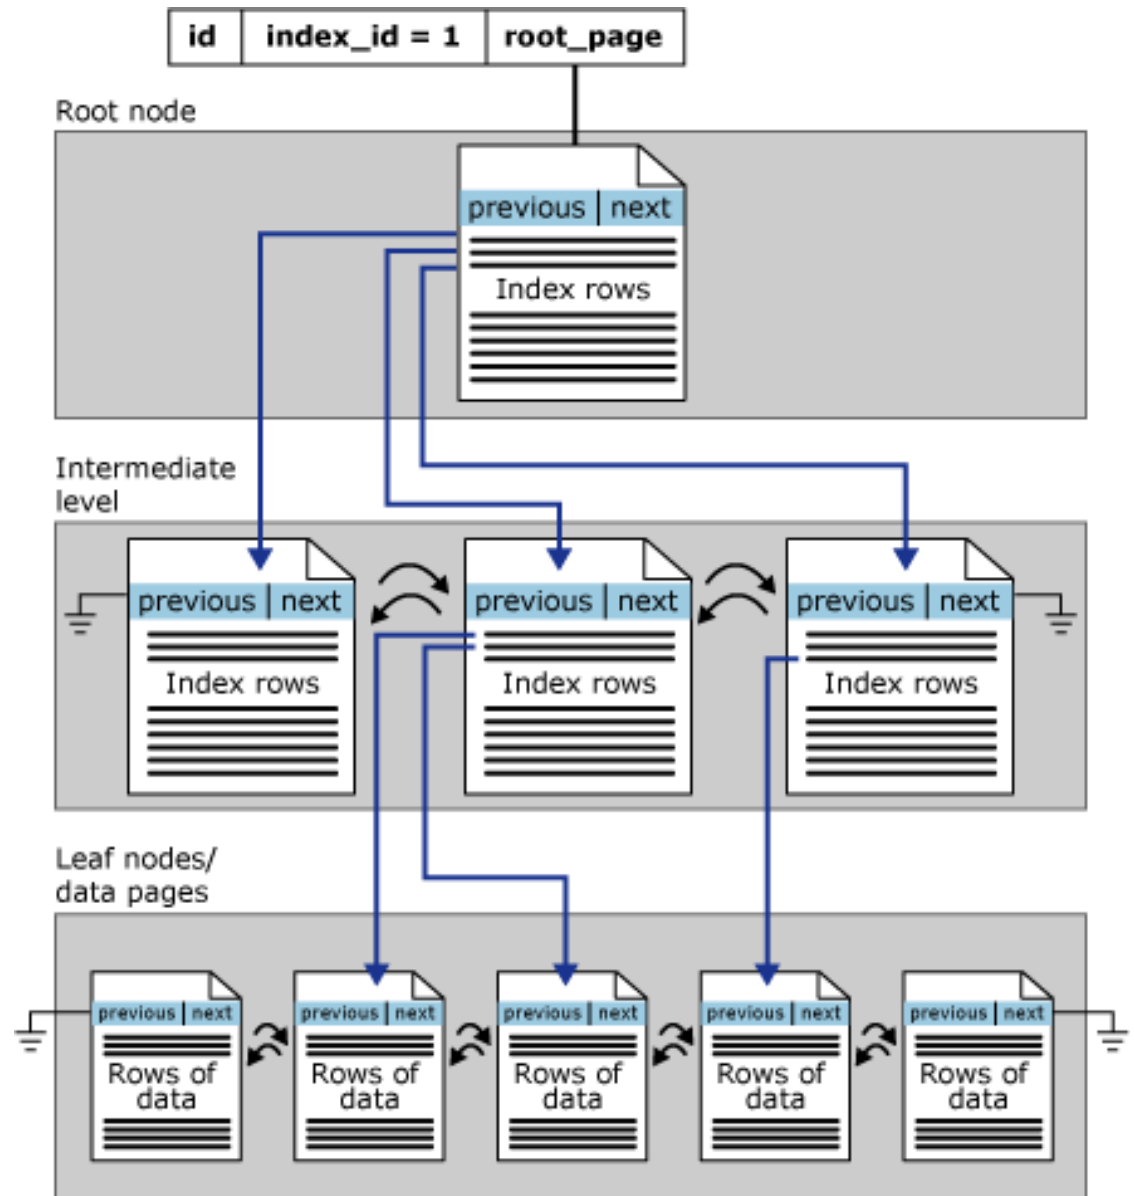 id index_id = 1 root_page
Root node
previous next
Index rows
Intermediate
level
previous next previous next previous next
Index rows Index rows Index rows
Leaf nodes/
data pages
previous next previous next previous next previous next previous next
Rows of Rows of Rows of Rows of Rows of
data data data data data